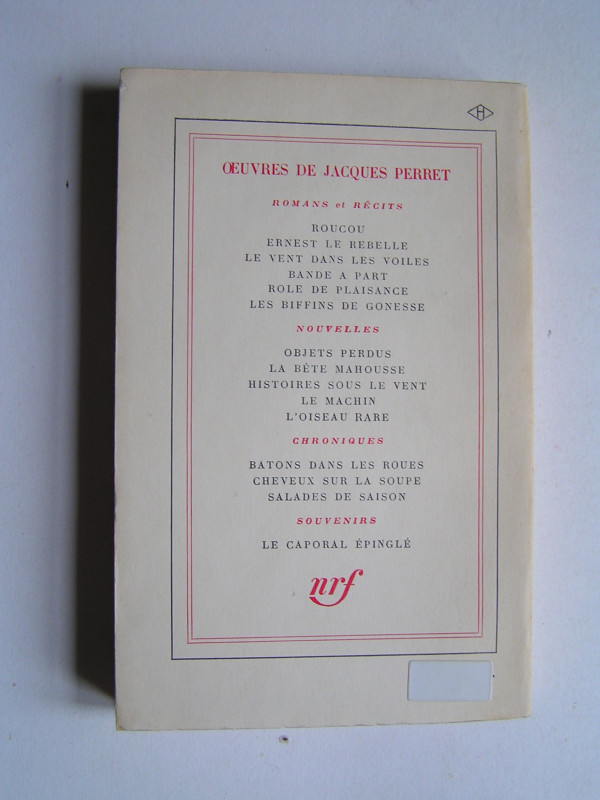 H
ŒUVRES DE JACQUES PERRET
ROMANS et RÉCITS
ROUCOU
ERNEST LE REBELLE
LE VENT DANS LES VOILES
BANDE A PART
ROLE DE PLAISANCE
LES BIFFINS DE GONESSE
NOUVELLES
OBJETS PERDUS
LA BÊTE MAHOUSSE
HISTOIRES SOUS LE VENT
LE MACHIN
L'OISEAU RARE
CHRONIQUES
BATONS DANS LES ROUES
CHEVEUX SUR LA SOUPE
SALADES DE SAISON
SOUVENIRS
LE CAPORAL ÉPINGLÉ
nrf